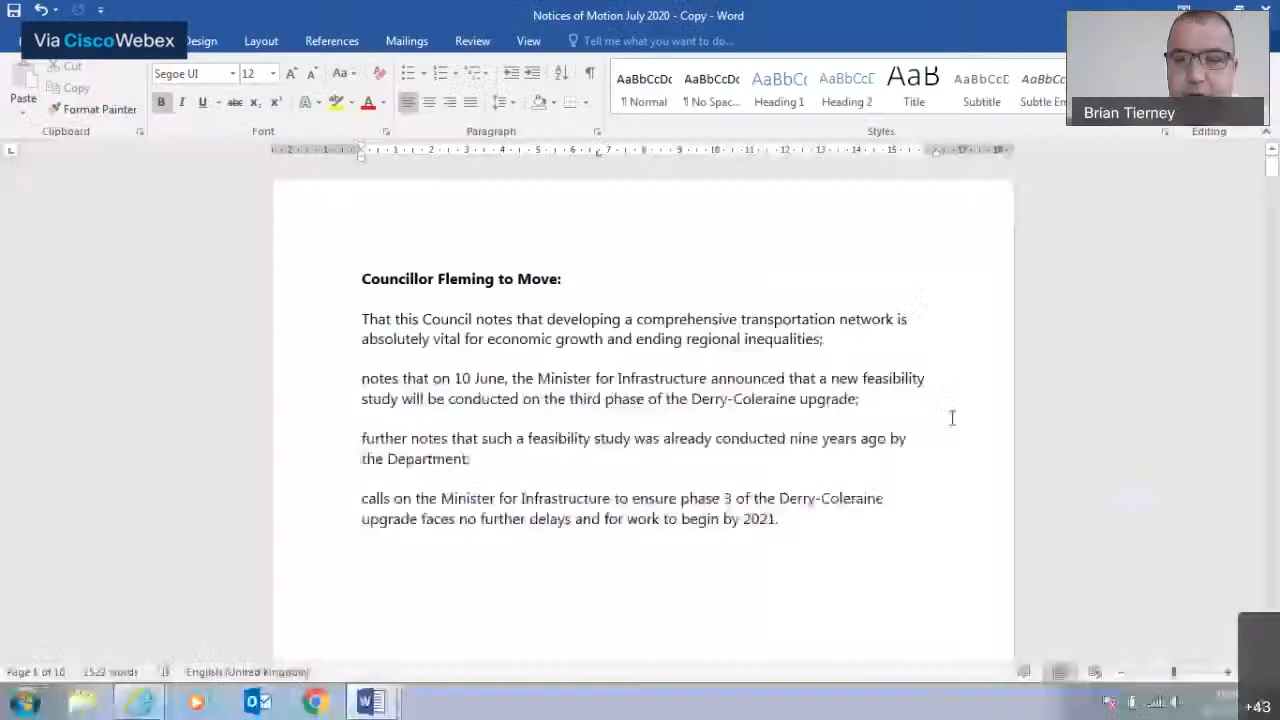 Notices of Motion July 2020 - Copy - Word
Via CiscoWebex
Design Layout References Mailings Review View Tell me what you want to do...
Cut
Copy
Paste
Format Painter
Clipboard
Segoe UI 12
Font
Paragraph
AaBbCcDc AaBbCcDc AaBbCc AaBbCcD AaB AaBbCcD AaBbCcD
¶ Normal ¶ No Spac... Heading 1 Heading 2 Title Subtitle Subtle Em
Styles
Editing
Brian Tierney
Councillor Fleming to Move:
That this Council notes that developing a comprehensive transportation network is
absolutely vital for economic growth and ending regional inequalities;
notes that on 10 June, the Minister for Infrastructure announced that a new feasibility
study will be conducted on the third phase of the Derry-Coleraine upgrade;
further notes that such a feasibility study was already conducted nine years ago by
the Department;
calls on the Minister for Infrastructure to ensure phase 3 of the Derry-Coleraine
upgrade faces no further delays and for work to begin by 2021.
Page 1 of 10 1522 words English (United Kingdom)
+43